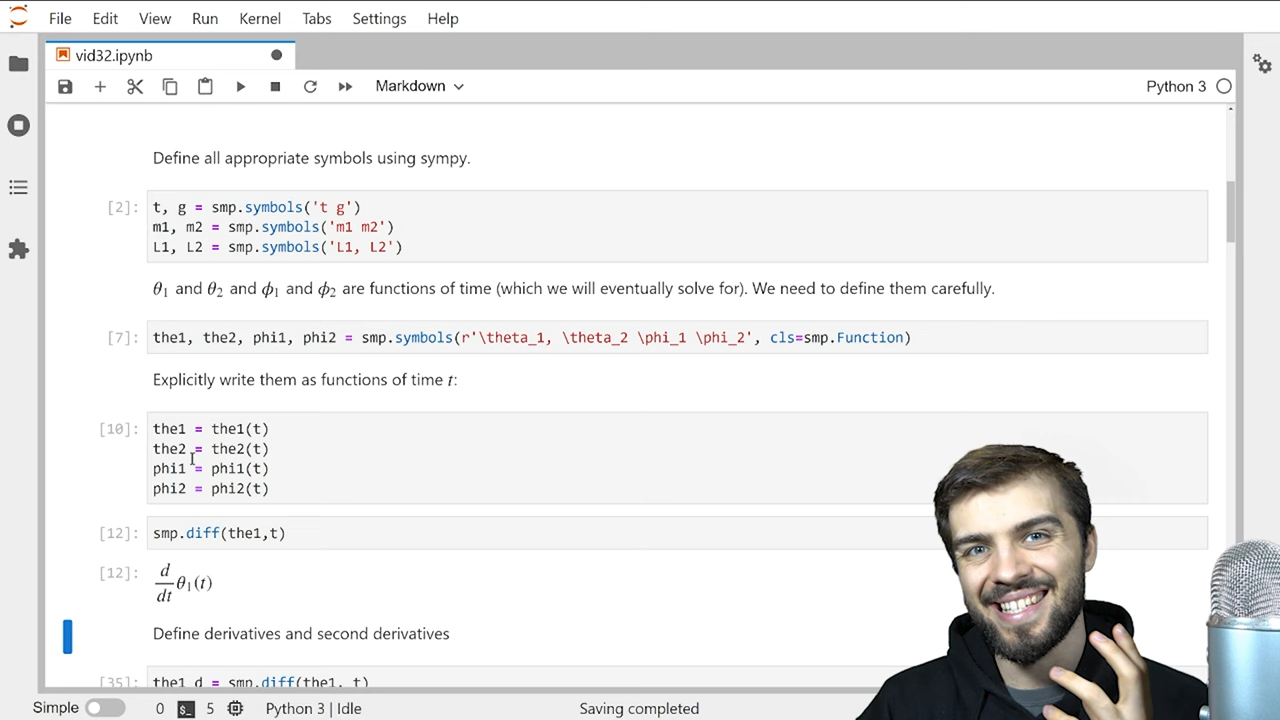 File Edit View Run Kernel Tabs Settings Help
vid32.ipynb
Markdown
Python 3
Define all appropriate symbols using sympy.
[2]:
t, g = smp.symbols('t g')
m1, m2 = smp.symbols('m1 m2')
L1, L2 = smp.symbols('L1, L2')
θ1 and θ2 and ϕ1 and ϕ2 are functions of time (which we will eventually solve for). We need to define them carefully.
[7]:
the1, the2, phi1, phi2 = smp.symbols(r'\theta_1, \theta_2 \phi_1 \phi_2', cls=smp.Function)
Explicitly write them as functions of time t:
[10]:
the1 = the1(t)
the2 = the2(t)
phi1 = phi1(t)
phi2 = phi2(t)
[12]:
smp.diff(the1,t)
[12]:
d
dt θ1(t)
Define derivatives and second derivatives
[35]:
the1_d = smp.diff(the1, t)
Simple 0 5 Python 3 | Idle Saving completed